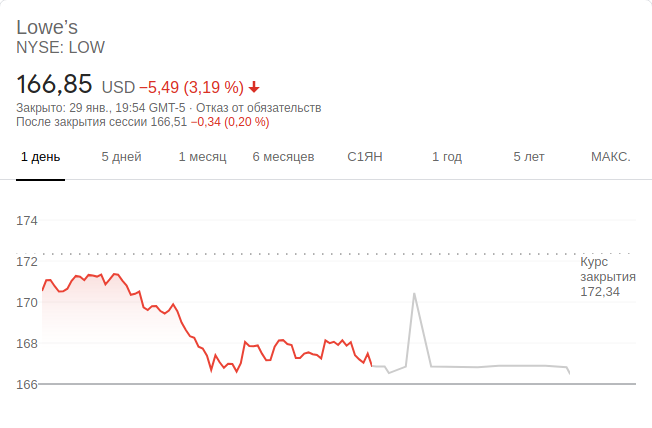 Lowe's
NYSE: LOW
166,85 USD −5,49 (3,19 %)
Закрыто: 29 янв., 19:54 GMT-5 · Отказ от обязательств
После закрытия сессии 166,51 −0,34 (0,20 %)
1 день 5 дней 1 месяц 6 месяцев С1ЯН 1 год 5 лет МАКС.
174
172
170
168
166
Курс
закрытия
172,34